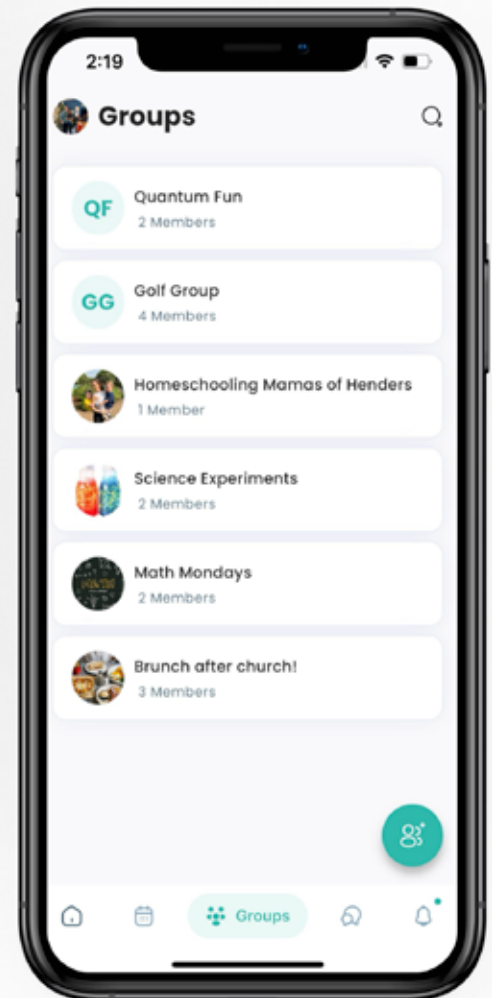 2:19
Groups
QF
Quantum Fun
2 Members
GG
Golf Group
4 Members
Homeschooling Mamas of Henders
1 Member
Science Experiments
2 Members
Math Mondays
2 Members
Brunch after church!
3 Members
Groups